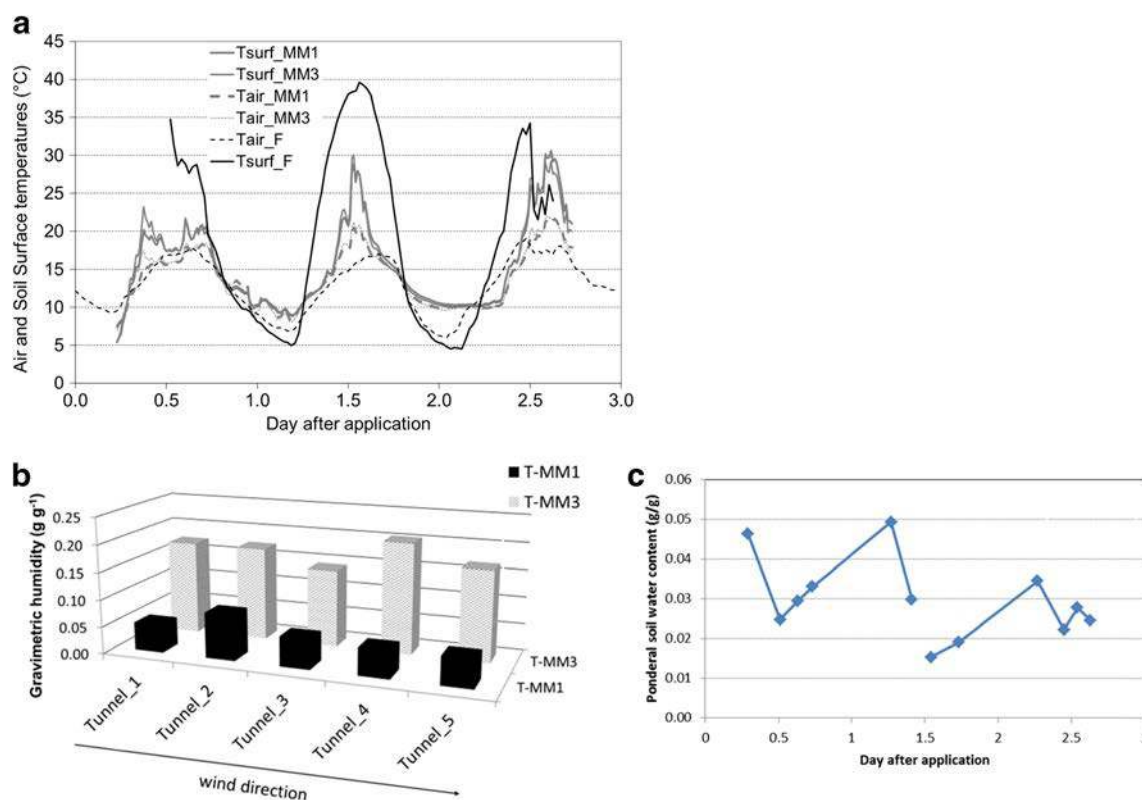 a
Air and Soil Surface temperatures (°C)
45
40
35
30
25
20
15
10
5
0
Tsurf_MM1
Tsurf_MM3
Tair_MM1
Tair_MM3
Tair_F
Tsurf_F
0.0 0.5 1.0 1.5 2.0 2.5 3.0
Day after application
b
T-MM1
T-MM3
Gravimetric humidity (g g⁻¹)
0.25
0.20
0.15
0.10
0.05
0.00
T-MM3
T-MM1
Tunnel_1 Tunnel_2 Tunnel_3 Tunnel_4 Tunnel_5
wind direction
c
Ponderal soil water content (g/g)
0.06
0.05
0.04
0.03
0.02
0.01
0.00
0 0.5 1 1.5 2 2.5
Day after application